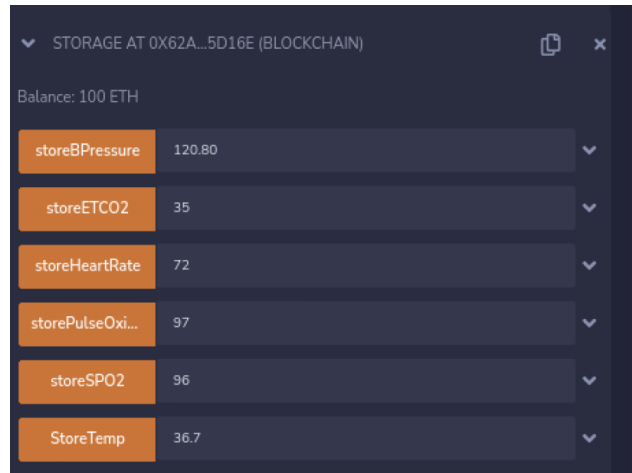 STORAGE AT 0X62A...5D16E (BLOCKCHAIN)
Balance: 100 ETH
storeBPressure 120.80
storeETCO2 35
storeHeartRate 72
storePulseOxi... 97
storeSPO2 96
StoreTemp 36.7